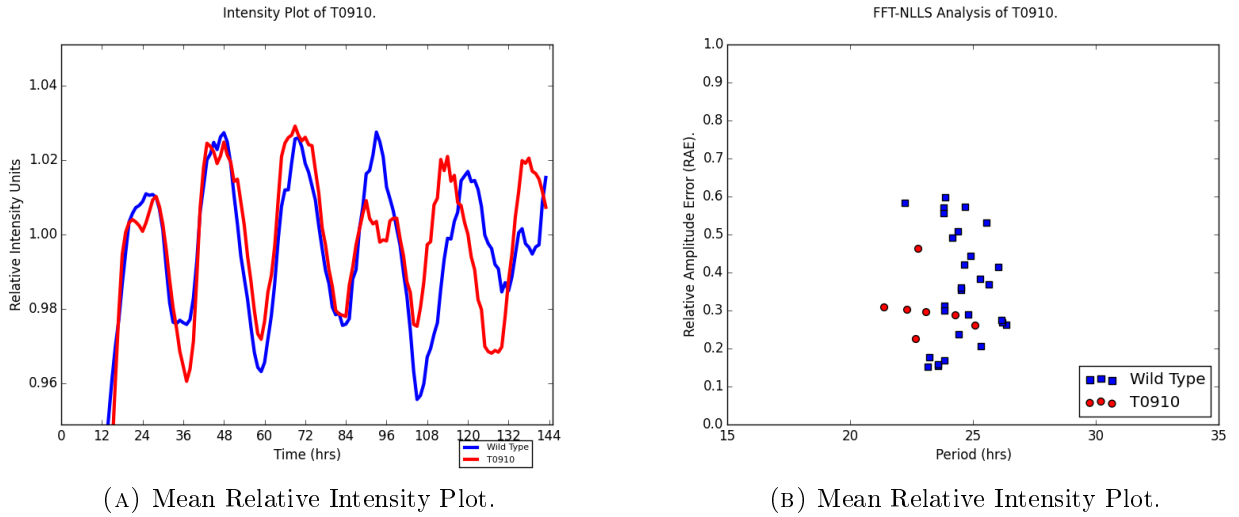 Intensity Plot of T0910.
Relative Intensity Units
1.04
1.02
1.00
0.98
0.96
0 12 24 36 48 60 72 84 96 108 120 132 144
Time (hrs)
Wild Type
T0910
(A) Mean Relative Intensity Plot.
FFT-NLLS Analysis of T0910.
Relative Amplitude Error (RAE).
1.0
0.9
0.8
0.7
0.6
0.5
0.4
0.3
0.2
0.1
0.0
15 20 25 30 35
Period (hrs)
Wild Type
T0910
(B) Mean Relative Intensity Plot.